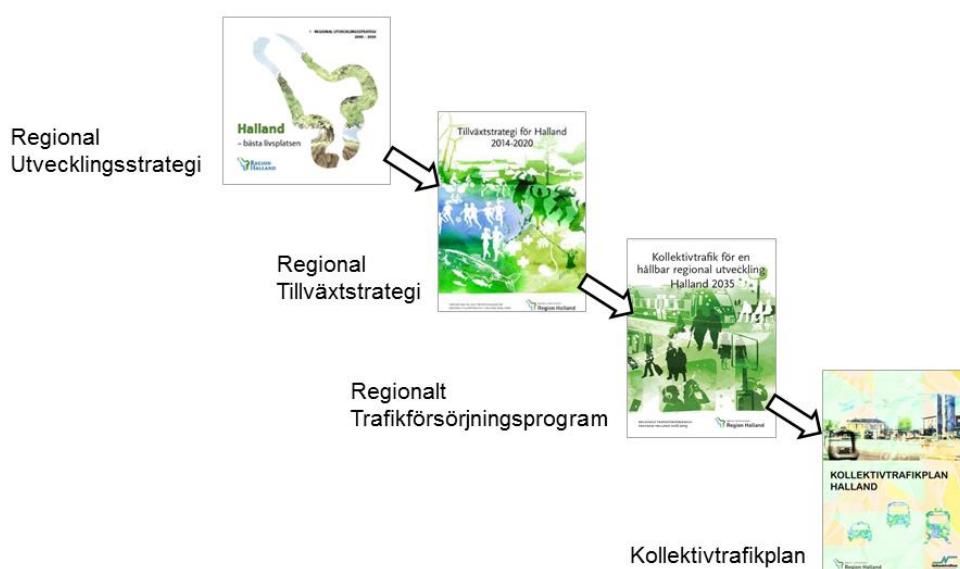 REGIONAL UTVECKLINGSSTRATEGI
Halland
– bästa livsplatsen
REGION
HALLAND
Regional
Utvecklingsstrategi
Tillväxtstrategi för Halland
2014-2020
Region Halland
Regional
Tillväxtstrategi
Kollektivtrafik för en
hållbar regional utveckling
Halland 2035
Region Halland
Regionalt
Trafikförsörjningsprogram
KOLLEKTIVTRAFIKPLAN
HALLAND
Region Halland
Kollektivtrafikplan